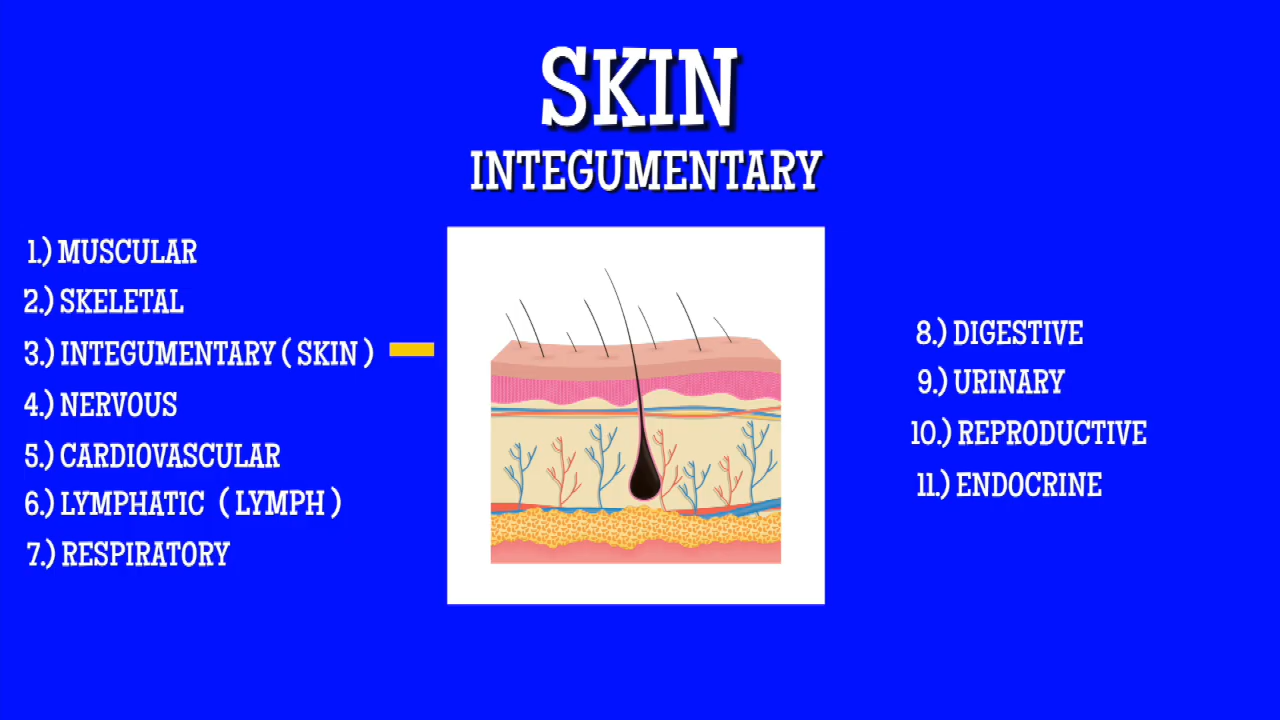 SKIN
INTEGUMENTARY
1.) MUSCULAR
2.) SKELETAL
3.) INTEGUMENTARY ( SKIN )
4.) NERVOUS
5.) CARDIOVASCULAR
6.) LYMPHATIC ( LYMPH )
7.) RESPIRATORY
8.) DIGESTIVE
9.) URINARY
10.) REPRODUCTIVE
11.) ENDOCRINE